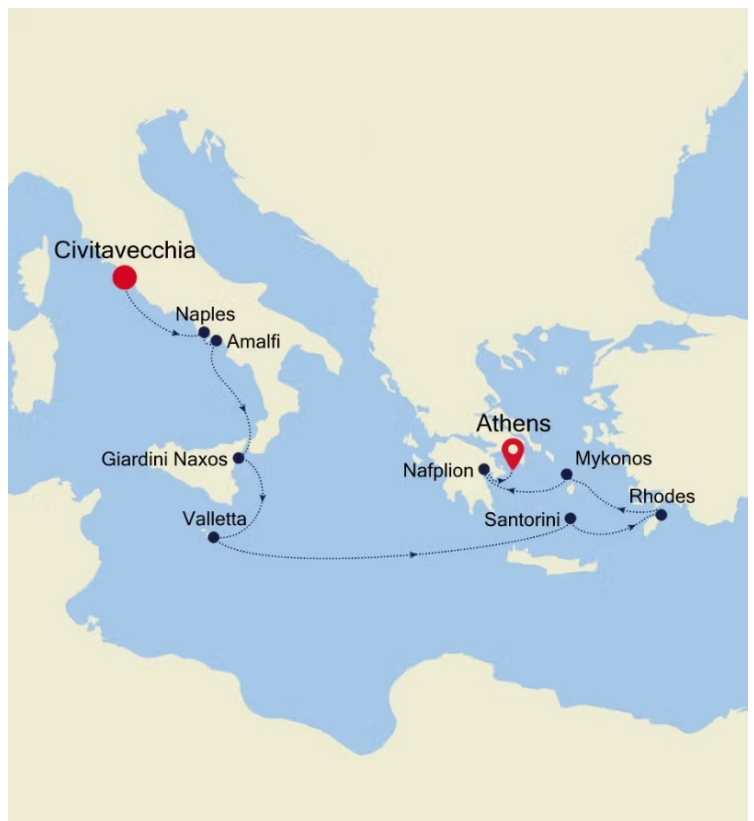 Civitavecchia
Naples
Amalfi
Athens
Giardini Naxos
Nafplion
Mykonos
Rhodes
Valletta
Santorini